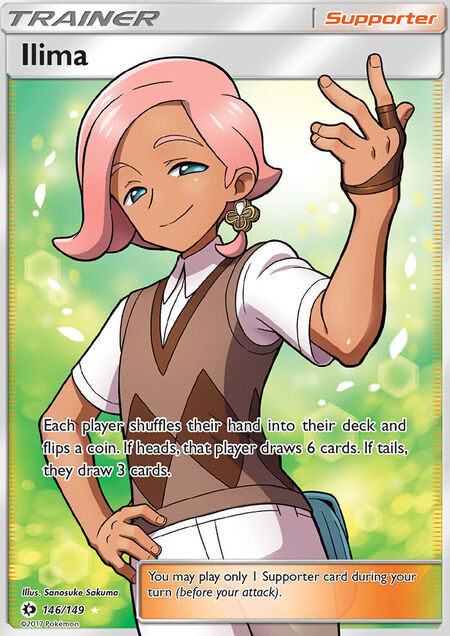 TRAINER
Supporter
Ilima
Each player shuffles their hand into their deck and
flips a coin. If heads, that player draws 6 cards. If tails,
they draw 3 cards.
You may play only 1 Supporter card during your
turn (before your attack).
Illus. Sanosuke Sakuma
146/149
©2017 Pokémon